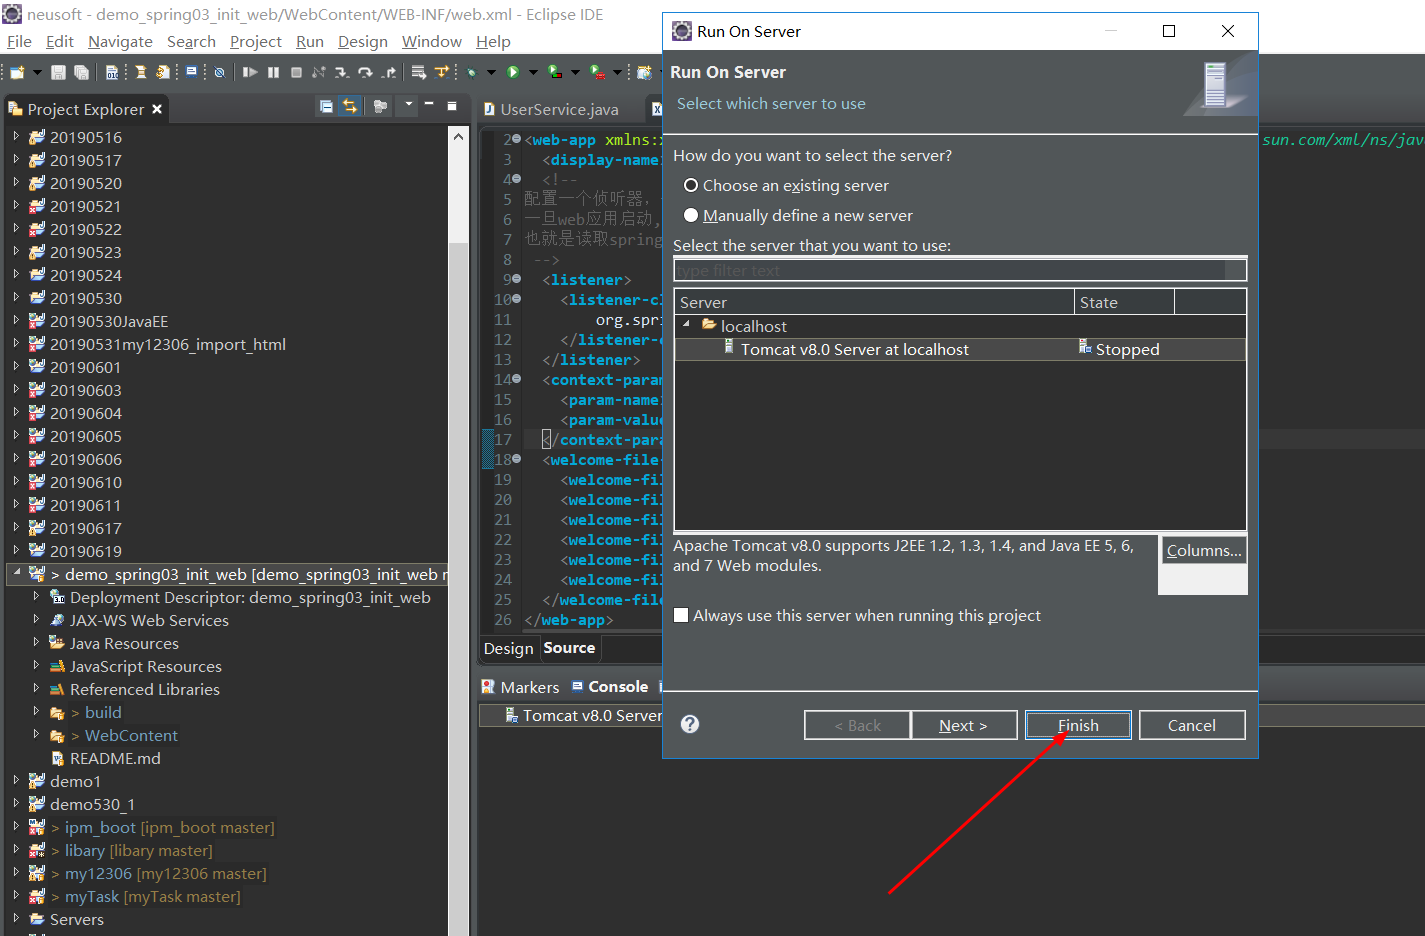 neusoft - demo_spring03_init_web/WebContent/WEB-INF/web.xml - Eclipse IDE
File Edit Navigate Search Project Run Design Window Help
Project Explorer
20190516
20190517
20190520
20190521
20190522
20190523
20190524
20190530
20190530JavaEE
20190531my12306_import_html
20190601
20190603
20190604
20190605
20190606
20190610
20190611
20190617
20190619
> demo_spring03_init_web [demo_spring03_init_web r
Deployment Descriptor: demo_spring03_init_web
JAX-WS Web Services
Java Resources
JavaScript Resources
Referenced Libraries
> build
> WebContent
README.md
demo1
demo530_1
> ipm_boot [ipm_boot master]
> libary [libary master]
> my12306 [my12306 master]
> myTask [myTask master]
Servers
UserService.java
2 <web-app xmlns:x
sun.com/xml/ns/jav
3 <display-name
4 <!--
5 配置一个侦听器，
6 一旦web应用启动,
7 也就是读取spring
8 -->
9 <listener>
10 <listener-cl
11 org.spri
12 </listener-c
13 </listener>
14 <context-param
15 <param-name
16 <param-value
17 </context-para
18 <welcome-file-
19 <welcome-fil
20 <welcome-fil
21 <welcome-fil
22 <welcome-fil
23 <welcome-fil
24 <welcome-fil
25 </welcome-file
26 </web-app>
Design Source
Markers Console
Tomcat v8.0 Server
Run On Server
Run On Server
Select which server to use
How do you want to select the server?
Choose an existing server
Manually define a new server
Select the server that you want to use:
type filter text
Server State
localhost
Tomcat v8.0 Server at localhost Stopped
Apache Tomcat v8.0 supports J2EE 1.2, 1.3, 1.4, and Java EE 5, 6,
and 7 Web modules.
Columns...
Always use this server when running this project
< Back Next > Finish Cancel